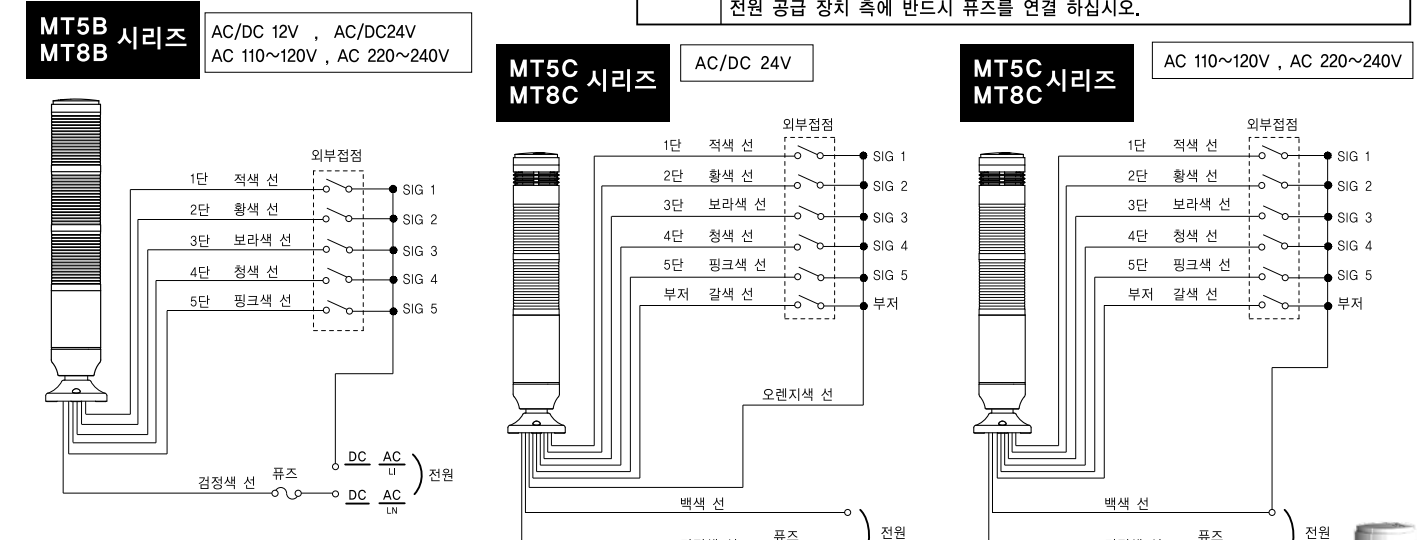 전원 공급 장치 측에 반드시 퓨즈를 연결 하십시오.
MT5B
MT8B 시리즈
AC/DC 12V , AC/DC24V
AC 110~120V , AC 220~240V
외부접점
1단 적색 선 SIG 1
2단 황색 선 SIG 2
3단 보라색 선 SIG 3
4단 청색 선 SIG 4
5단 핑크색 선 SIG 5
DC AC
LI
전원
검정색 선 퓨즈
DC AC
LN
MT5C
MT8C 시리즈
AC/DC 24V
외부접점
1단 적색 선 SIG 1
2단 황색 선 SIG 2
3단 보라색 선 SIG 3
4단 청색 선 SIG 4
5단 핑크색 선 SIG 5
부저 갈색 선 부저
오렌지색 선
백색 선
전원
퓨즈
MT5C
MT8C 시리즈
AC 110~120V , AC 220~240V
외부접점
1단 적색 선 SIG 1
2단 황색 선 SIG 2
3단 보라색 선 SIG 3
4단 청색 선 SIG 4
5단 핑크색 선 SIG 5
부저 갈색 선 부저
백색 선
전원
퓨즈